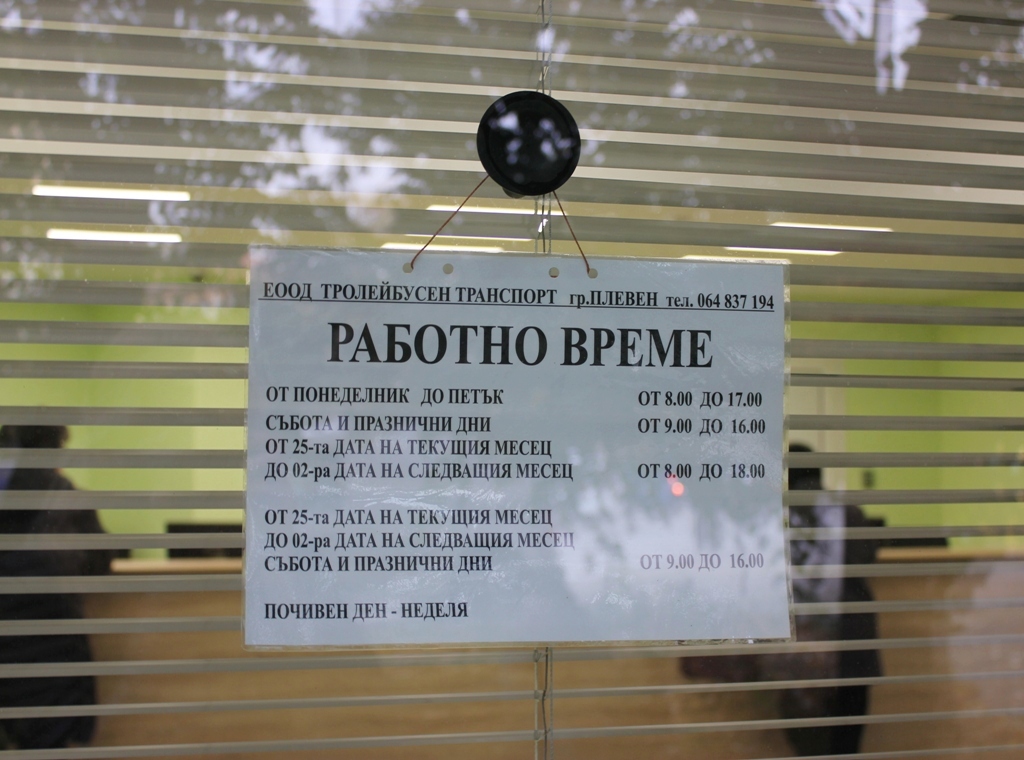 ЕООД ТРОЛЕЙБУСЕН ТРАНСПОРТ гр.ПЛЕВЕН тел. 064 837 194
РАБОТНО ВРЕМЕ
ОТ ПОНЕДЕЛНИК ДО ПЕТЪК ОТ 8.00 ДО 17.00
СЪБОТА И ПРАЗНИЧНИ ДНИ ОТ 9.00 ДО 16.00
ОТ 25-та ДАТА НА ТЕКУЩИЯ МЕСЕЦ
ДО 02-ра ДАТА НА СЛЕДВАЩИЯ МЕСЕЦ ОТ 8.00 ДО 18.00
ОТ 25-та ДАТА НА ТЕКУЩИЯ МЕСЕЦ
ДО 02-ра ДАТА НА СЛЕДВАЩИЯ МЕСЕЦ
СЪБОТА И ПРАЗНИЧНИ ДНИ ОТ 9.00 ДО 16.00
ПОЧИВЕН ДЕН - НЕДЕЛЯ